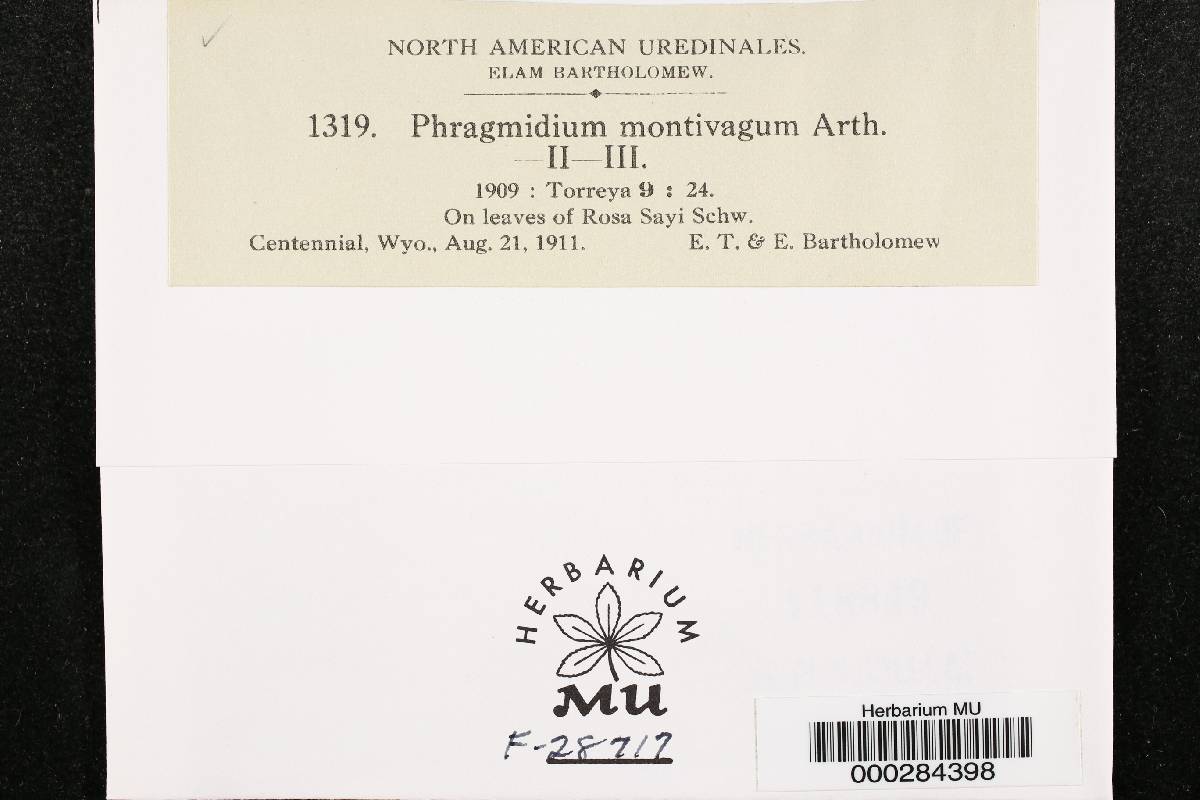 NORTH AMERICAN UREDINALES.
ELAM BARTHOLOMEW.
1319. Phragmidium montivagum Arth.
—II—III.
1909 : Torreya 9 : 24.
On leaves of Rosa Sayi Schw.
Centennial, Wyo., Aug. 21, 1911. E. T. & E. Bartholomew
HERBARIUM
MU
F-28717
Herbarium MU
000284398